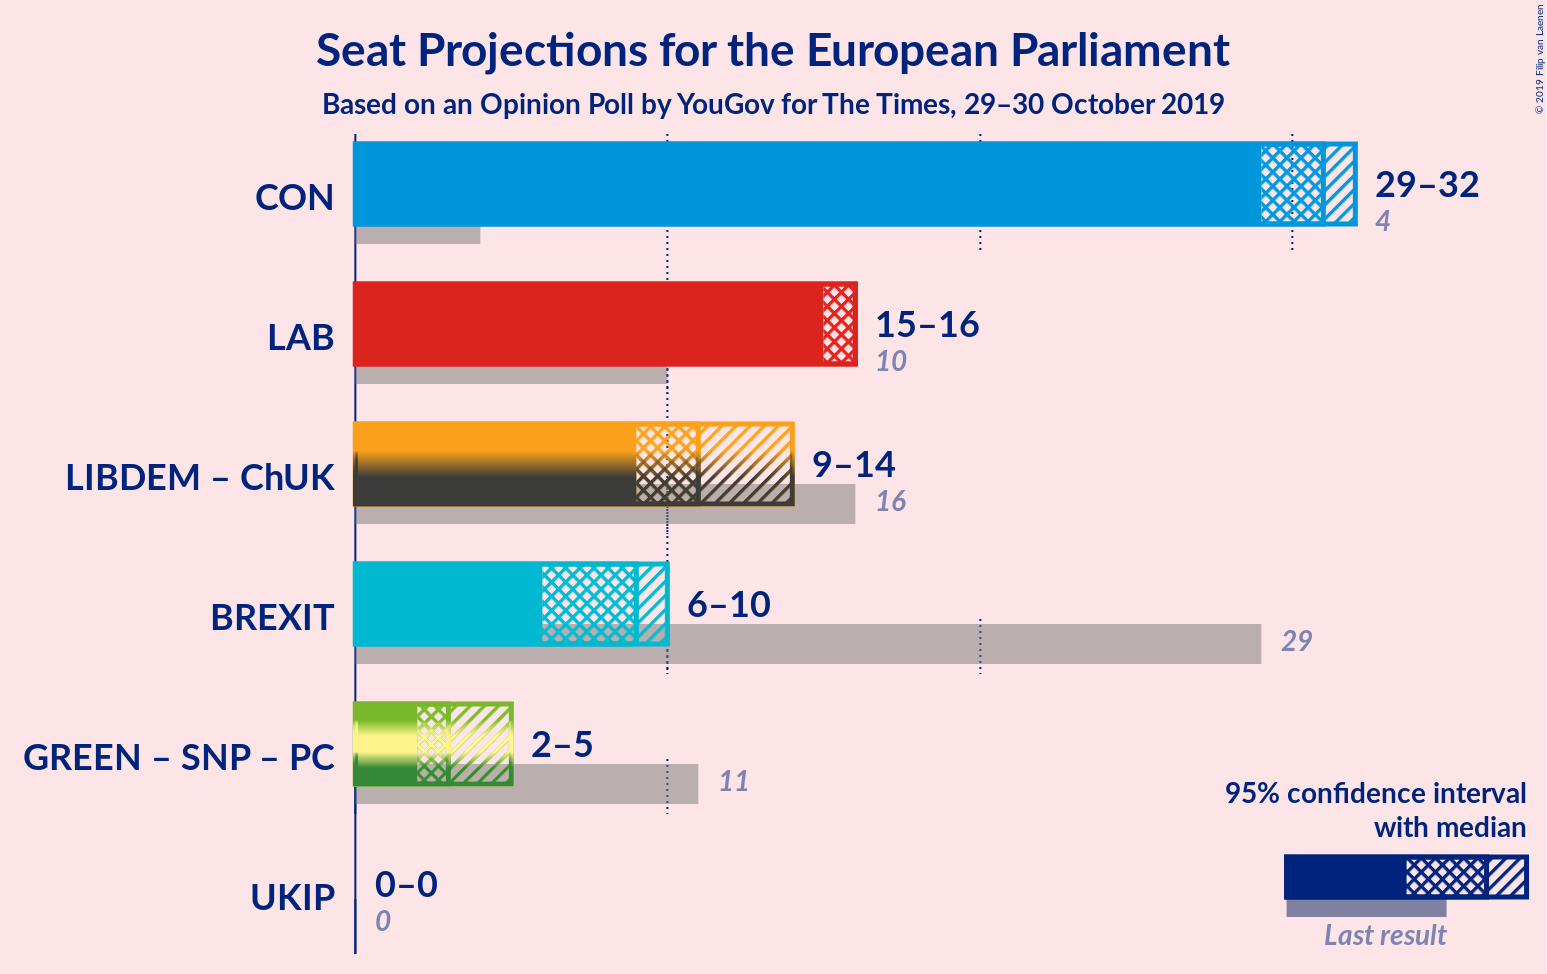 Seat Projections for the European Parliament
Based on an Opinion Poll by YouGov for The Times, 29–30 October 2019
© 2019 Filip van Laenen
CON
29–32
4
LAB
15–16
10
LIBDEM – ChUK
9–14
16
BREXIT
6–10
29
GREEN – SNP – PC
2–5
11
UKIP
0–0
0
95% confidence interval
with median
Last result